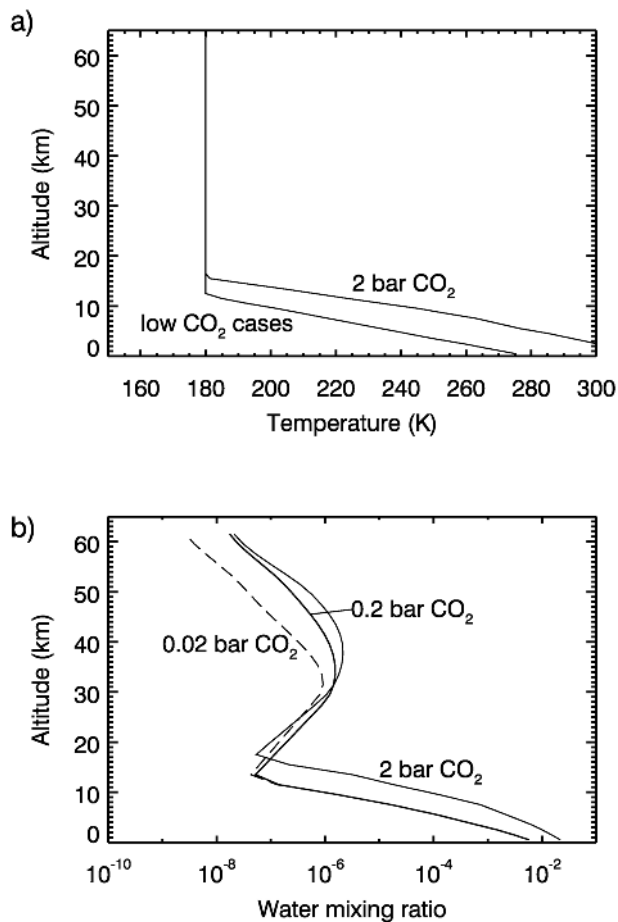 a)
60
50
40
30
20
10
0
Altitude (km)
2 bar CO₂
low CO₂ cases
160 180 200 220 240 260 280 300
Temperature (K)
b)
60
50
40
30
20
10
0
Altitude (km)
0.2 bar CO₂
0.02 bar CO₂
2 bar CO₂
10⁻¹⁰ 10⁻⁸ 10⁻⁶ 10⁻⁴ 10⁻²
Water mixing ratio